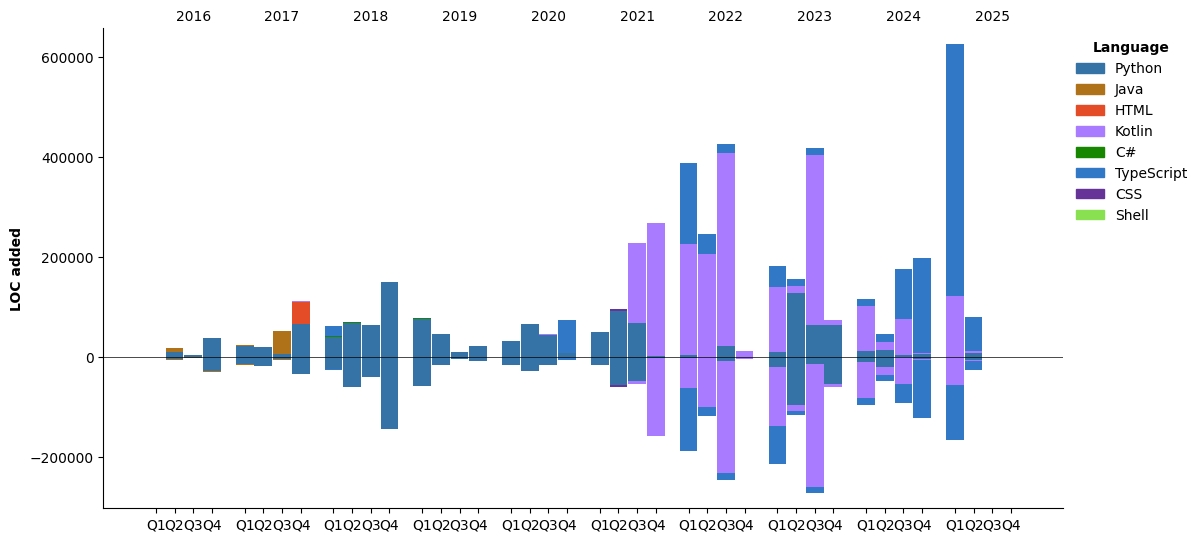 2016 2017 2018 2019 2020 2021 2022 2023 2024 2025
LOC added
600000
400000
200000
0
−200000
Q1Q2Q3Q4 Q1Q2Q3Q4 Q1Q2Q3Q4 Q1Q2Q3Q4 Q1Q2Q3Q4 Q1Q2Q3Q4 Q1Q2Q3Q4 Q1Q2Q3Q4 Q1Q2Q3Q4 Q1Q2Q3Q4
Language
Python
Java
HTML
Kotlin
C#
TypeScript
CSS
Shell